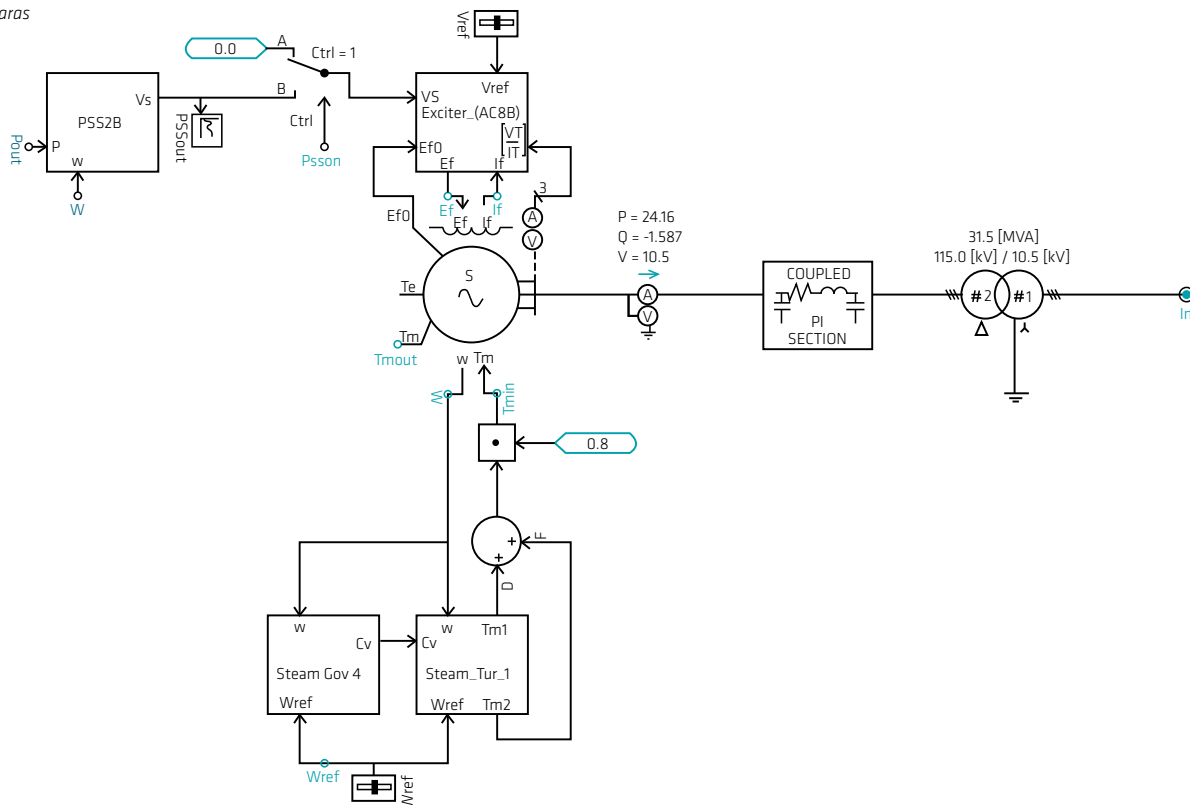 aras
0.0
A
Ctrl = 1
B
Ctrl
Psson
PSS2B
Vs
P
w
Pout
W
PSSout
Vref
Vref
VS
Exciter_(AC8B)
Ef0
VT
IT
Ef
If
Ef
If
3
Ef0
Ef If
A
V
S
Te
Tm
Tmout
w Tm
W
Tmin
P = 24.16
Q = -1.587
V = 10.5
A
V
COUPLED
PI
SECTION
31.5 [MVA]
115.0 [kV] / 10.5 [kV]
#2
#1
In
0.8
+
+
F
D
w
Cv
Steam Gov 4
Wref
w
Tm1
Cv
Steam_Tur_1
Wref
Tm2
Wref
Wref